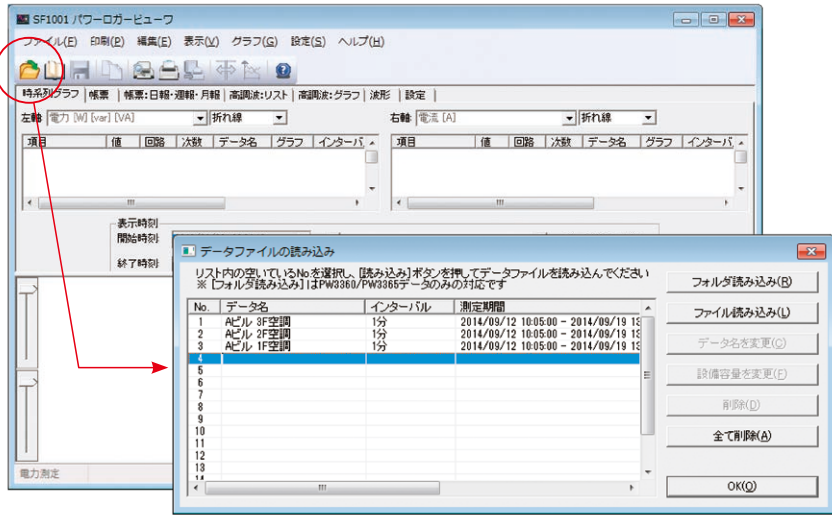 SF1001 パワーロガービューワ
ファイル(F) 印刷(P) 編集(E) 表示(V) グラフ(G) 設定(S) ヘルプ(H)
時系列グラフ 帳票 帳票:日報・週報・月報 高調波:リスト 高調波:グラフ 波形 設定
左軸 電力 [W] [var] [VA] 折れ線 右軸 電流 [A] 折れ線
項目 値 回路 次数 データ名 グラフ インターバ 項目 値 回路 次数 データ名 グラフ インターバ
表示時刻
開始時刻
終了時刻
データファイルの読み込み
リスト内の空いているNo.を選択し、[読み込み]ボタンを押してデータファイルを読み込んでください
※ [フォルダ読み込み]はPW3360/PW3365データのみの対応です
No. データ名 インターバル 測定期間
1 Aビル 3F空調 1分 2014/09/12 10:05:00 - 2014/09/19 13
2 Aビル 2F空調 1分 2014/09/12 10:05:00 - 2014/09/19 13
3 Aビル 1F空調 1分 2014/09/12 10:05:00 - 2014/09/19 13
4
5
6
7
8
9
10
11
12
13
14
フォルダ読み込み(R)
ファイル読み込み(L)
データ名を変更(C)
設備容量を変更(F)
削除(D)
全て削除(A)
OK(O)
電力測定